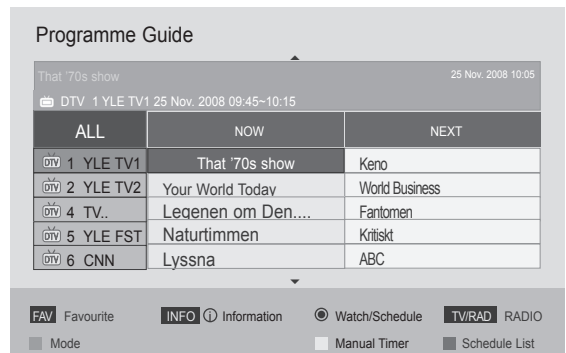 Programme Guide
That '70s show 25 Nov. 2008 10:05
DTV 1 YLE TV1 25 Nov. 2008 09:45~10:15
ALL NOW NEXT
DTV 1 YLE TV1 That '70s show Keno
DTV 2 YLE TV2 Your World Today World Business
DTV 4 TV.. Legenen om Den.... Fantomen
DTV 5 YLE FST Naturtimmen Kritiskt
DTV 6 CNN Lyssna ABC
FAV Favourite INFO ⓘ Information Watch/Schedule TV/RAD RADIO
Mode Manual Timer Schedule List